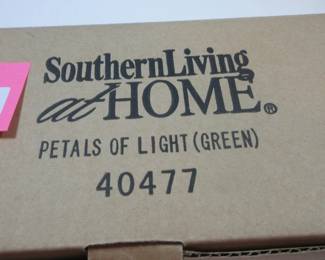 SouthernLiving
at HOME®
PETALS OF LIGHT (GREEN)
40477